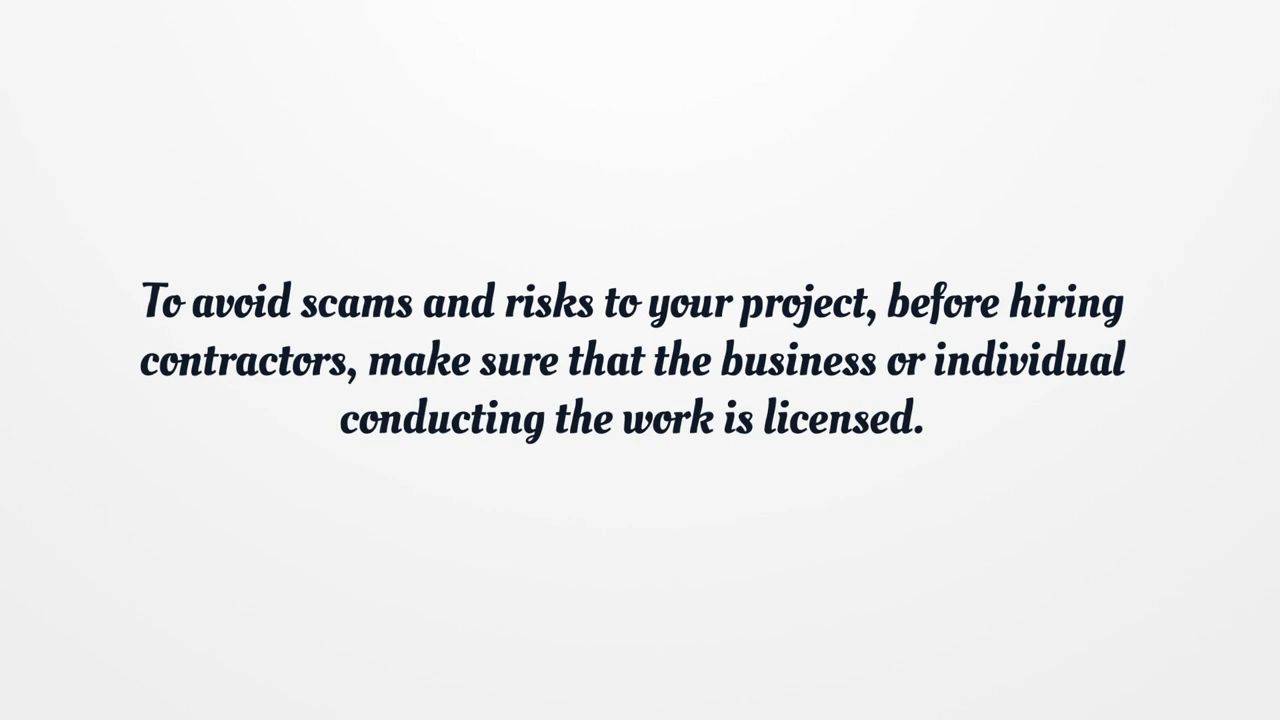 To avoid scams and risks to your project, before hiring
contractors, make sure that the business or individual
conducting the work is licensed.